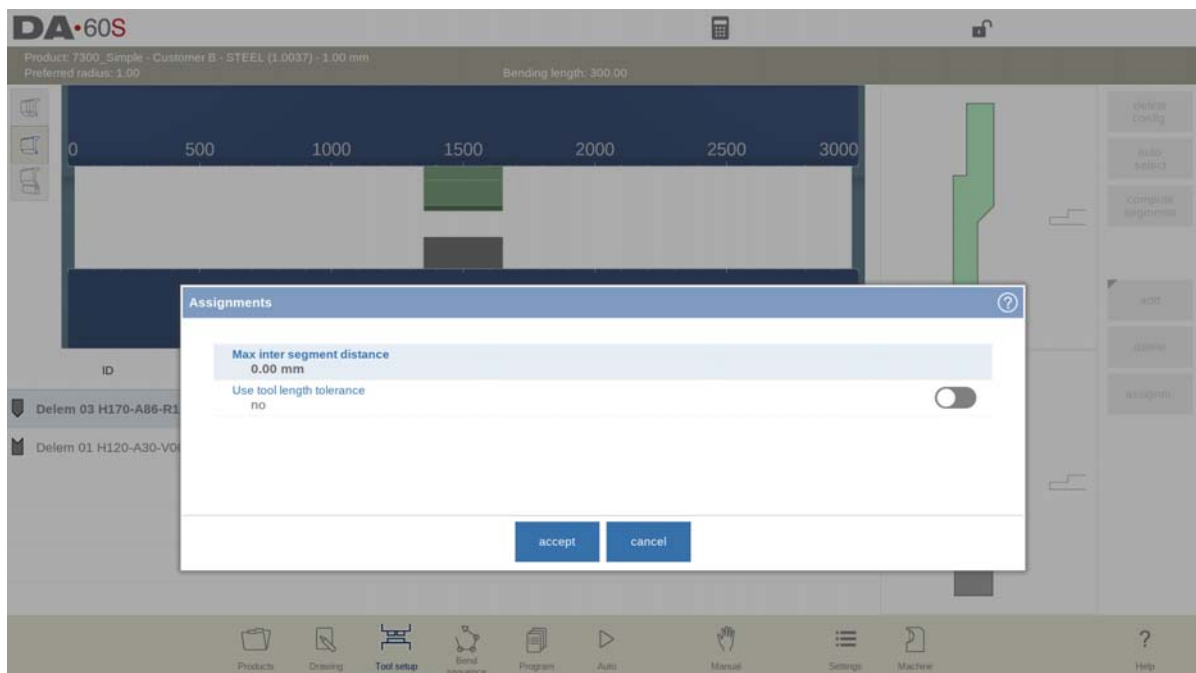 DA•60S
Product: 7300_Simple - Customer B - STEEL (1.0037) - 1.00 mm
Preferred radius: 1.00
Bending length: 300.00
0 500 1000 1500 2000 2500 3000
delete
config
auto
select
compute
segments
add
delete
assignm.
Assignments
?
Max inter segment distance
0.00 mm
Use tool length tolerance
no
accept
cancel
ID
Delem 03 H170-A86-R1
Delem 01 H120-A30-V0
Products
Drawing
Tool setup
Bend
sequence
Program
Auto
Manual
Settings
Machine
?
Help